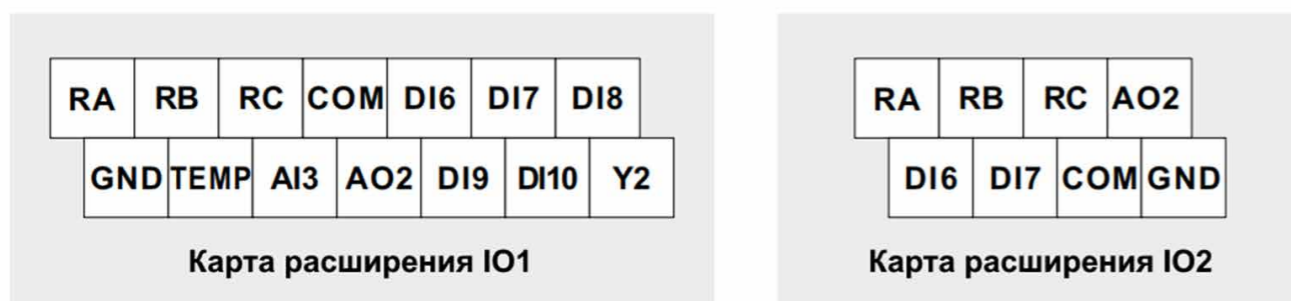 RA RB RC COM DI6 DI7 DI8
GND TEMP AI3 AO2 DI9 DI10 Y2
Карта расширения IO1
RA RB RC AO2
DI6 DI7 COM GND
Карта расширения IO2